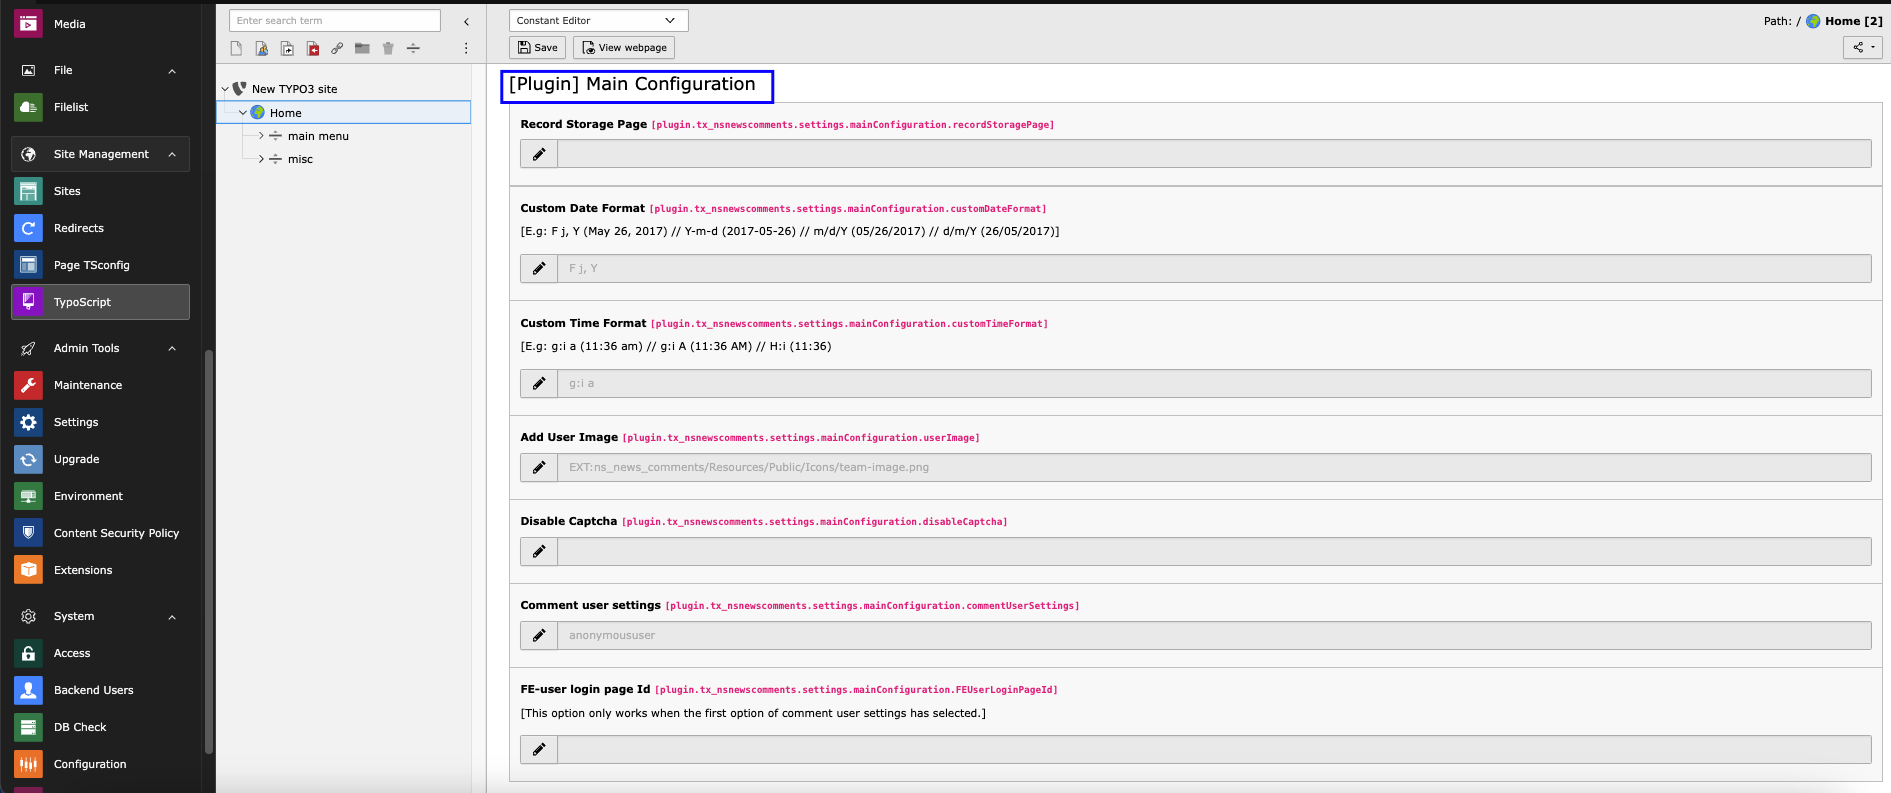 Media
File
Filelist
Site Management
Sites
Redirects
Page TSconfig
TypoScript
Admin Tools
Maintenance
Settings
Upgrade
Environment
Content Security Policy
Extensions
System
Access
Backend Users
DB Check
Configuration
Enter search term
New TYPO3 site
Home
main menu
misc
Constant Editor
Path: / Home [2]
Save
View webpage
[Plugin] Main Configuration
Record Storage Page [plugin.tx_nsnewscomments.settings.mainConfiguration.recordStoragePage]
Custom Date Format [plugin.tx_nsnewscomments.settings.mainConfiguration.customDateFormat]
[E.g: F j, Y (May 26, 2017) // Y-m-d (2017-05-26) // m/d/Y (05/26/2017) // d/m/Y (26/05/2017)]
F j, Y
Custom Time Format [plugin.tx_nsnewscomments.settings.mainConfiguration.customTimeFormat]
[E.g: g:i a (11:36 am) // g:i A (11:36 AM) // H:i (11:36)
g:i a
Add User Image [plugin.tx_nsnewscomments.settings.mainConfiguration.userImage]
EXT:ns_news_comments/Resources/Public/Icons/team-image.png
Disable Captcha [plugin.tx_nsnewscomments.settings.mainConfiguration.disableCaptcha]
Comment user settings [plugin.tx_nsnewscomments.settings.mainConfiguration.commentUserSettings]
anonymoususer
FE-user login page Id [plugin.tx_nsnewscomments.settings.mainConfiguration.FEUserLoginPageId]
[This option only works when the first option of comment user settings has selected.]